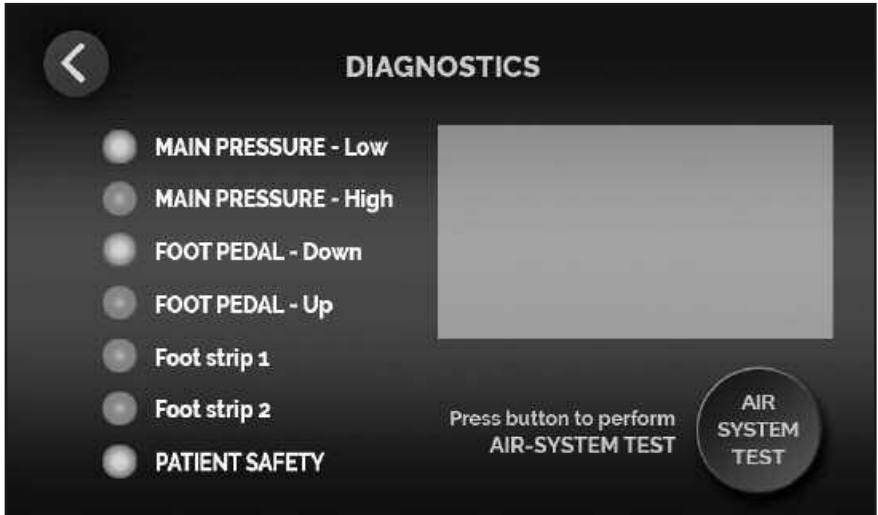 DIAGNOSTICS
MAIN PRESSURE - Low
MAIN PRESSURE - High
FOOT PEDAL - Down
FOOT PEDAL - Up
Foot strip 1
Foot strip 2
PATIENT SAFETY
Press button to perform
AIR-SYSTEM TEST
AIR
SYSTEM
TEST